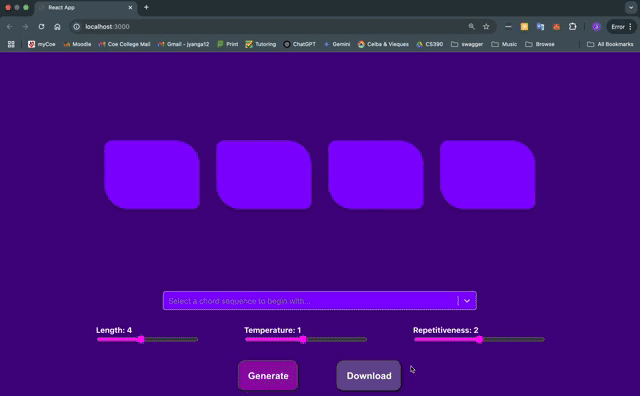 React App
localhost:3000
Error
myCoe
Moodle
Coe College Mail
Gmail - jyanga12
Print
Tutoring
ChatGPT
Gemini
Ceiba & Vieques
CS390
swagger
Music
Browse
All Bookmarks
Select a chord sequence to begin with...
Length: 4
Temperature: 1
Repetitiveness: 2
Generate
Download